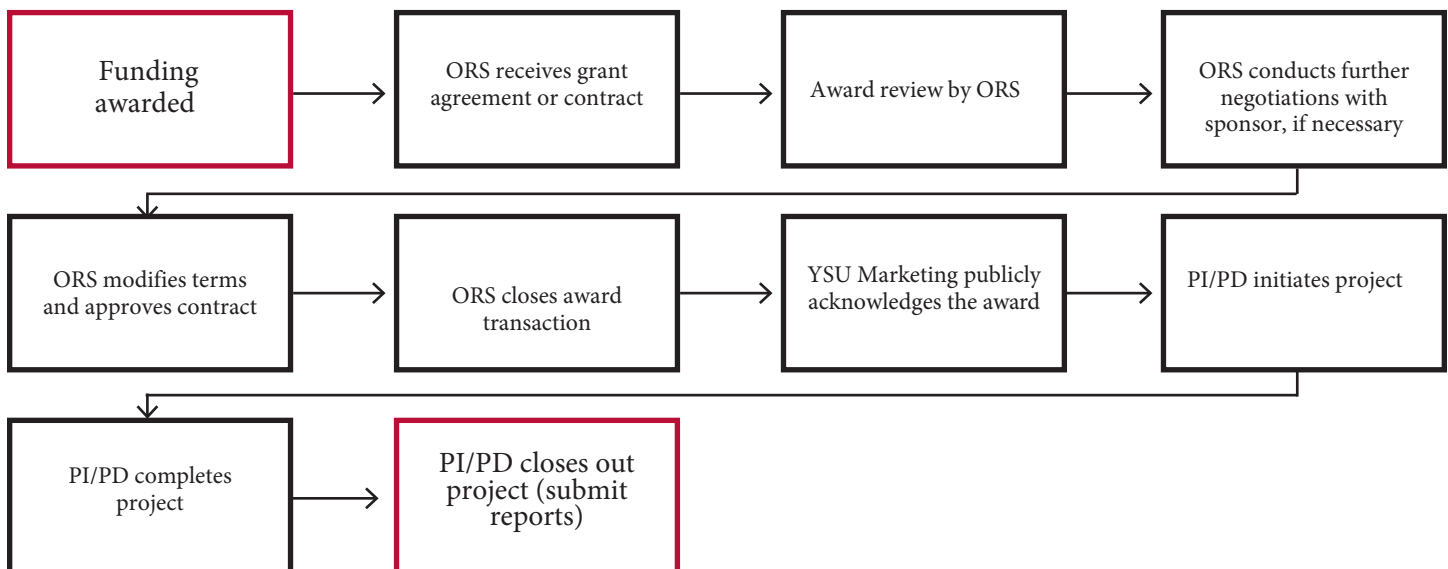 Funding
awarded
ORS receives grant
agreement or contract
Award review by ORS
ORS conducts further
negotiations with
sponsor, if necessary
ORS modifies terms
and approves contract
ORS closes award
transaction
YSU Marketing publicly
acknowledges the award
PI/PD initiates project
PI/PD completes
project
PI/PD closes out
project (submit
reports)